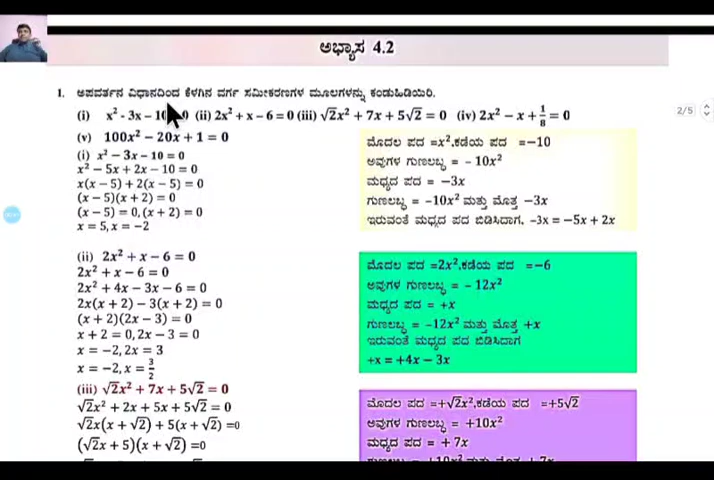 ಅಭ್ಯಾಸ 4.2
1. ಅಪವರ್ತನ ವಿಧಾನದಿಂದ ಕೆಳಗಿನ ವರ್ಗ ಸಮೀಕರಣಗಳ ಮೂಲಗಳನ್ನು ಕಂಡುಹಿಡಿಯಿರಿ.
(i) x² - 3x – 10 0 (ii) 2x² + x – 6 = 0 (iii) √2x² + 7x + 5√2 = 0 (iv) 2x² – x + 1/8 = 0
2/5
(v) 100x² – 20x + 1 = 0
(i) x² – 3x – 10 = 0
x² – 5x + 2x – 10 = 0
x(x – 5) + 2(x – 5) = 0
(x – 5)(x + 2) = 0
(x – 5) = 0, (x + 2) = 0
x = 5, x = –2
ಮೊದಲ ಪದ =x²,ಕಡೆಯ ಪದ =–10
ಅವುಗಳ ಗುಣಲಬ್ಧ = – 10x²
ಮಧ್ಯದ ಪದ = –3x
ಗುಣಲಬ್ಧ = –10x² ಮತ್ತು ಮೊತ್ತ –3x
ಇರುವಂತೆ ಮಧ್ಯದ ಪದ ಬಿಡಿಸಿದಾಗ, –3x = –5x + 2x
(ii) 2x² + x – 6 = 0
2x² + x – 6 = 0
2x² + 4x – 3x – 6 = 0
2x(x + 2) – 3(x + 2) = 0
(x + 2)(2x – 3) = 0
x + 2 = 0, 2x – 3 = 0
x = –2, 2x = 3
x = –2, x = 3/2
ಮೊದಲ ಪದ =2x²,ಕಡೆಯ ಪದ =–6
ಅವುಗಳ ಗುಣಲಬ್ಧ = – 12x²
ಮಧ್ಯದ ಪದ = +x
ಗುಣಲಬ್ಧ = –12x² ಮತ್ತು ಮೊತ್ತ +x
ಇರುವಂತೆ ಮಧ್ಯದ ಪದ ಬಿಡಿಸಿದಾಗ
+x = +4x – 3x
(iii) √2x² + 7x + 5√2 = 0
√2x² + 2x + 5x + 5√2 = 0
√2x(x + √2) + 5(x + √2) =0
(√2x + 5)(x + √2) =0
ಮೊದಲ ಪದ =+√2x²,ಕಡೆಯ ಪದ =+5√2
ಅವುಗಳ ಗುಣಲಬ್ಧ = +10x²
ಮಧ್ಯದ ಪದ = + 7x